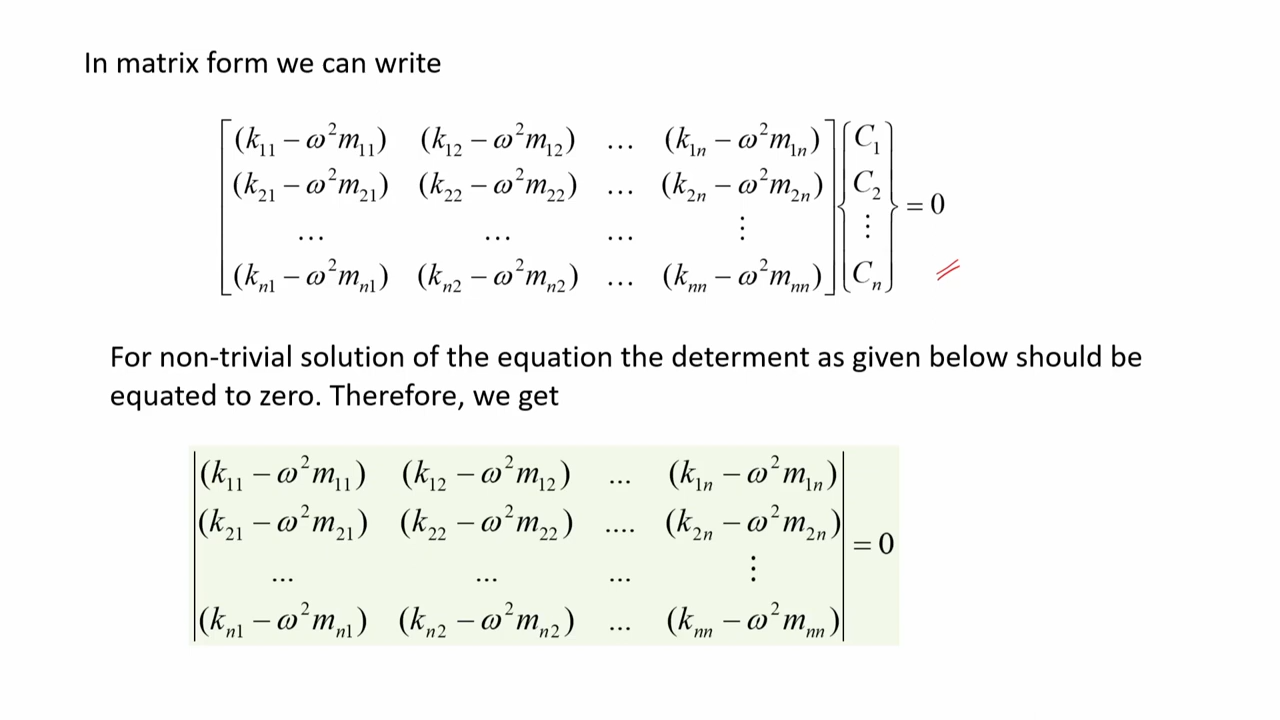 In matrix form we can write
[(k₁₁ − ω²m₁₁) (k₁₂ − ω²m₁₂) … (k₁ₙ − ω²m₁ₙ)] {C₁}
[(k₂₁ − ω²m₂₁) (k₂₂ − ω²m₂₂) … (k₂ₙ − ω²m₂ₙ)] {C₂} = 0
… … … ⋮ ⋮
[(kₙ₁ − ω²mₙ₁) (kₙ₂ − ω²mₙ₂) … (kₙₙ − ω²mₙₙ)] {Cₙ}
For non-trivial solution of the equation the determent as given below should be
equated to zero. Therefore, we get
|(k₁₁ − ω²m₁₁) (k₁₂ − ω²m₁₂) ... (k₁ₙ − ω²m₁ₙ)|
|(k₂₁ − ω²m₂₁) (k₂₂ − ω²m₂₂) .... (k₂ₙ − ω²m₂ₙ)| = 0
... ... ... ⋮
|(kₙ₁ − ω²mₙ₁) (kₙ₂ − ω²mₙ₂) ... (kₙₙ − ω²mₙₙ)|